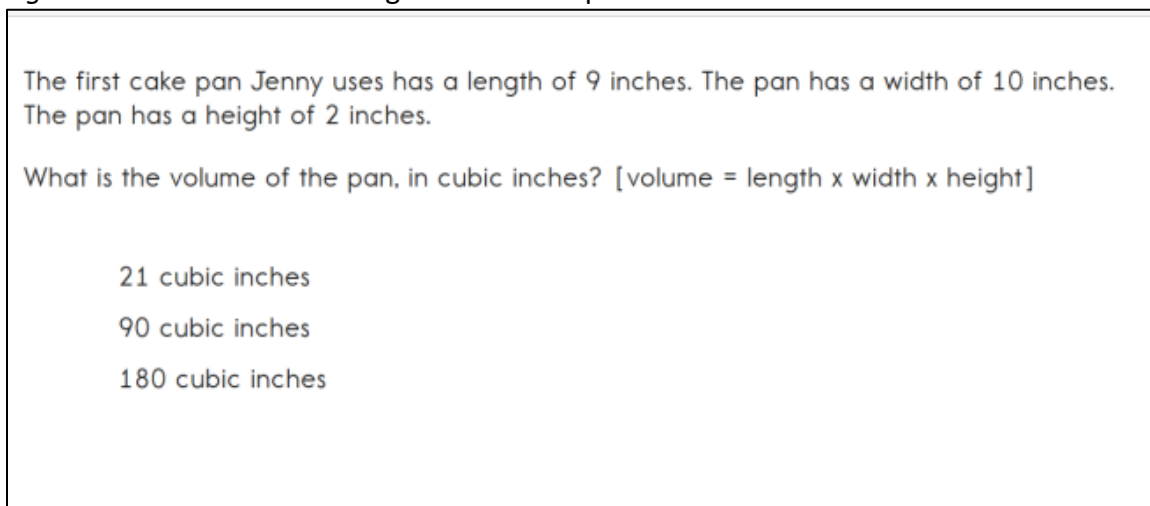 The first cake pan Jenny uses has a length of 9 inches. The pan has a width of 10 inches.
The pan has a height of 2 inches.
What is the volume of the pan, in cubic inches? [volume = length x width x height]
21 cubic inches
90 cubic inches
180 cubic inches